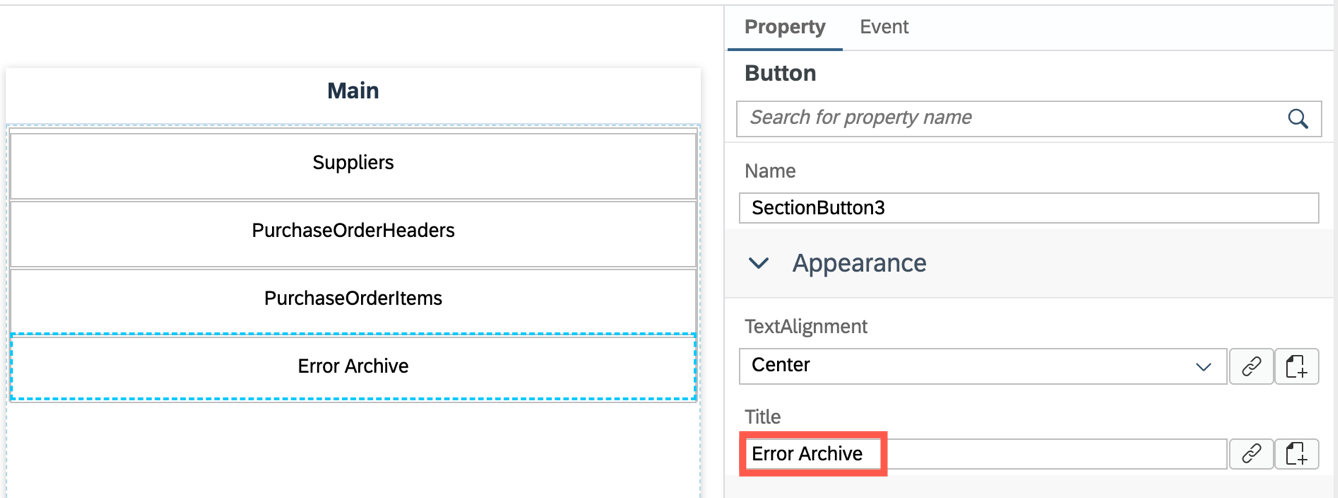 Main
Suppliers
PurchaseOrderHeaders
PurchaseOrderItems
Error Archive
Property Event
Button
Search for property name
Name
SectionButton3
Appearance
TextAlignment
Center
Title
Error Archive